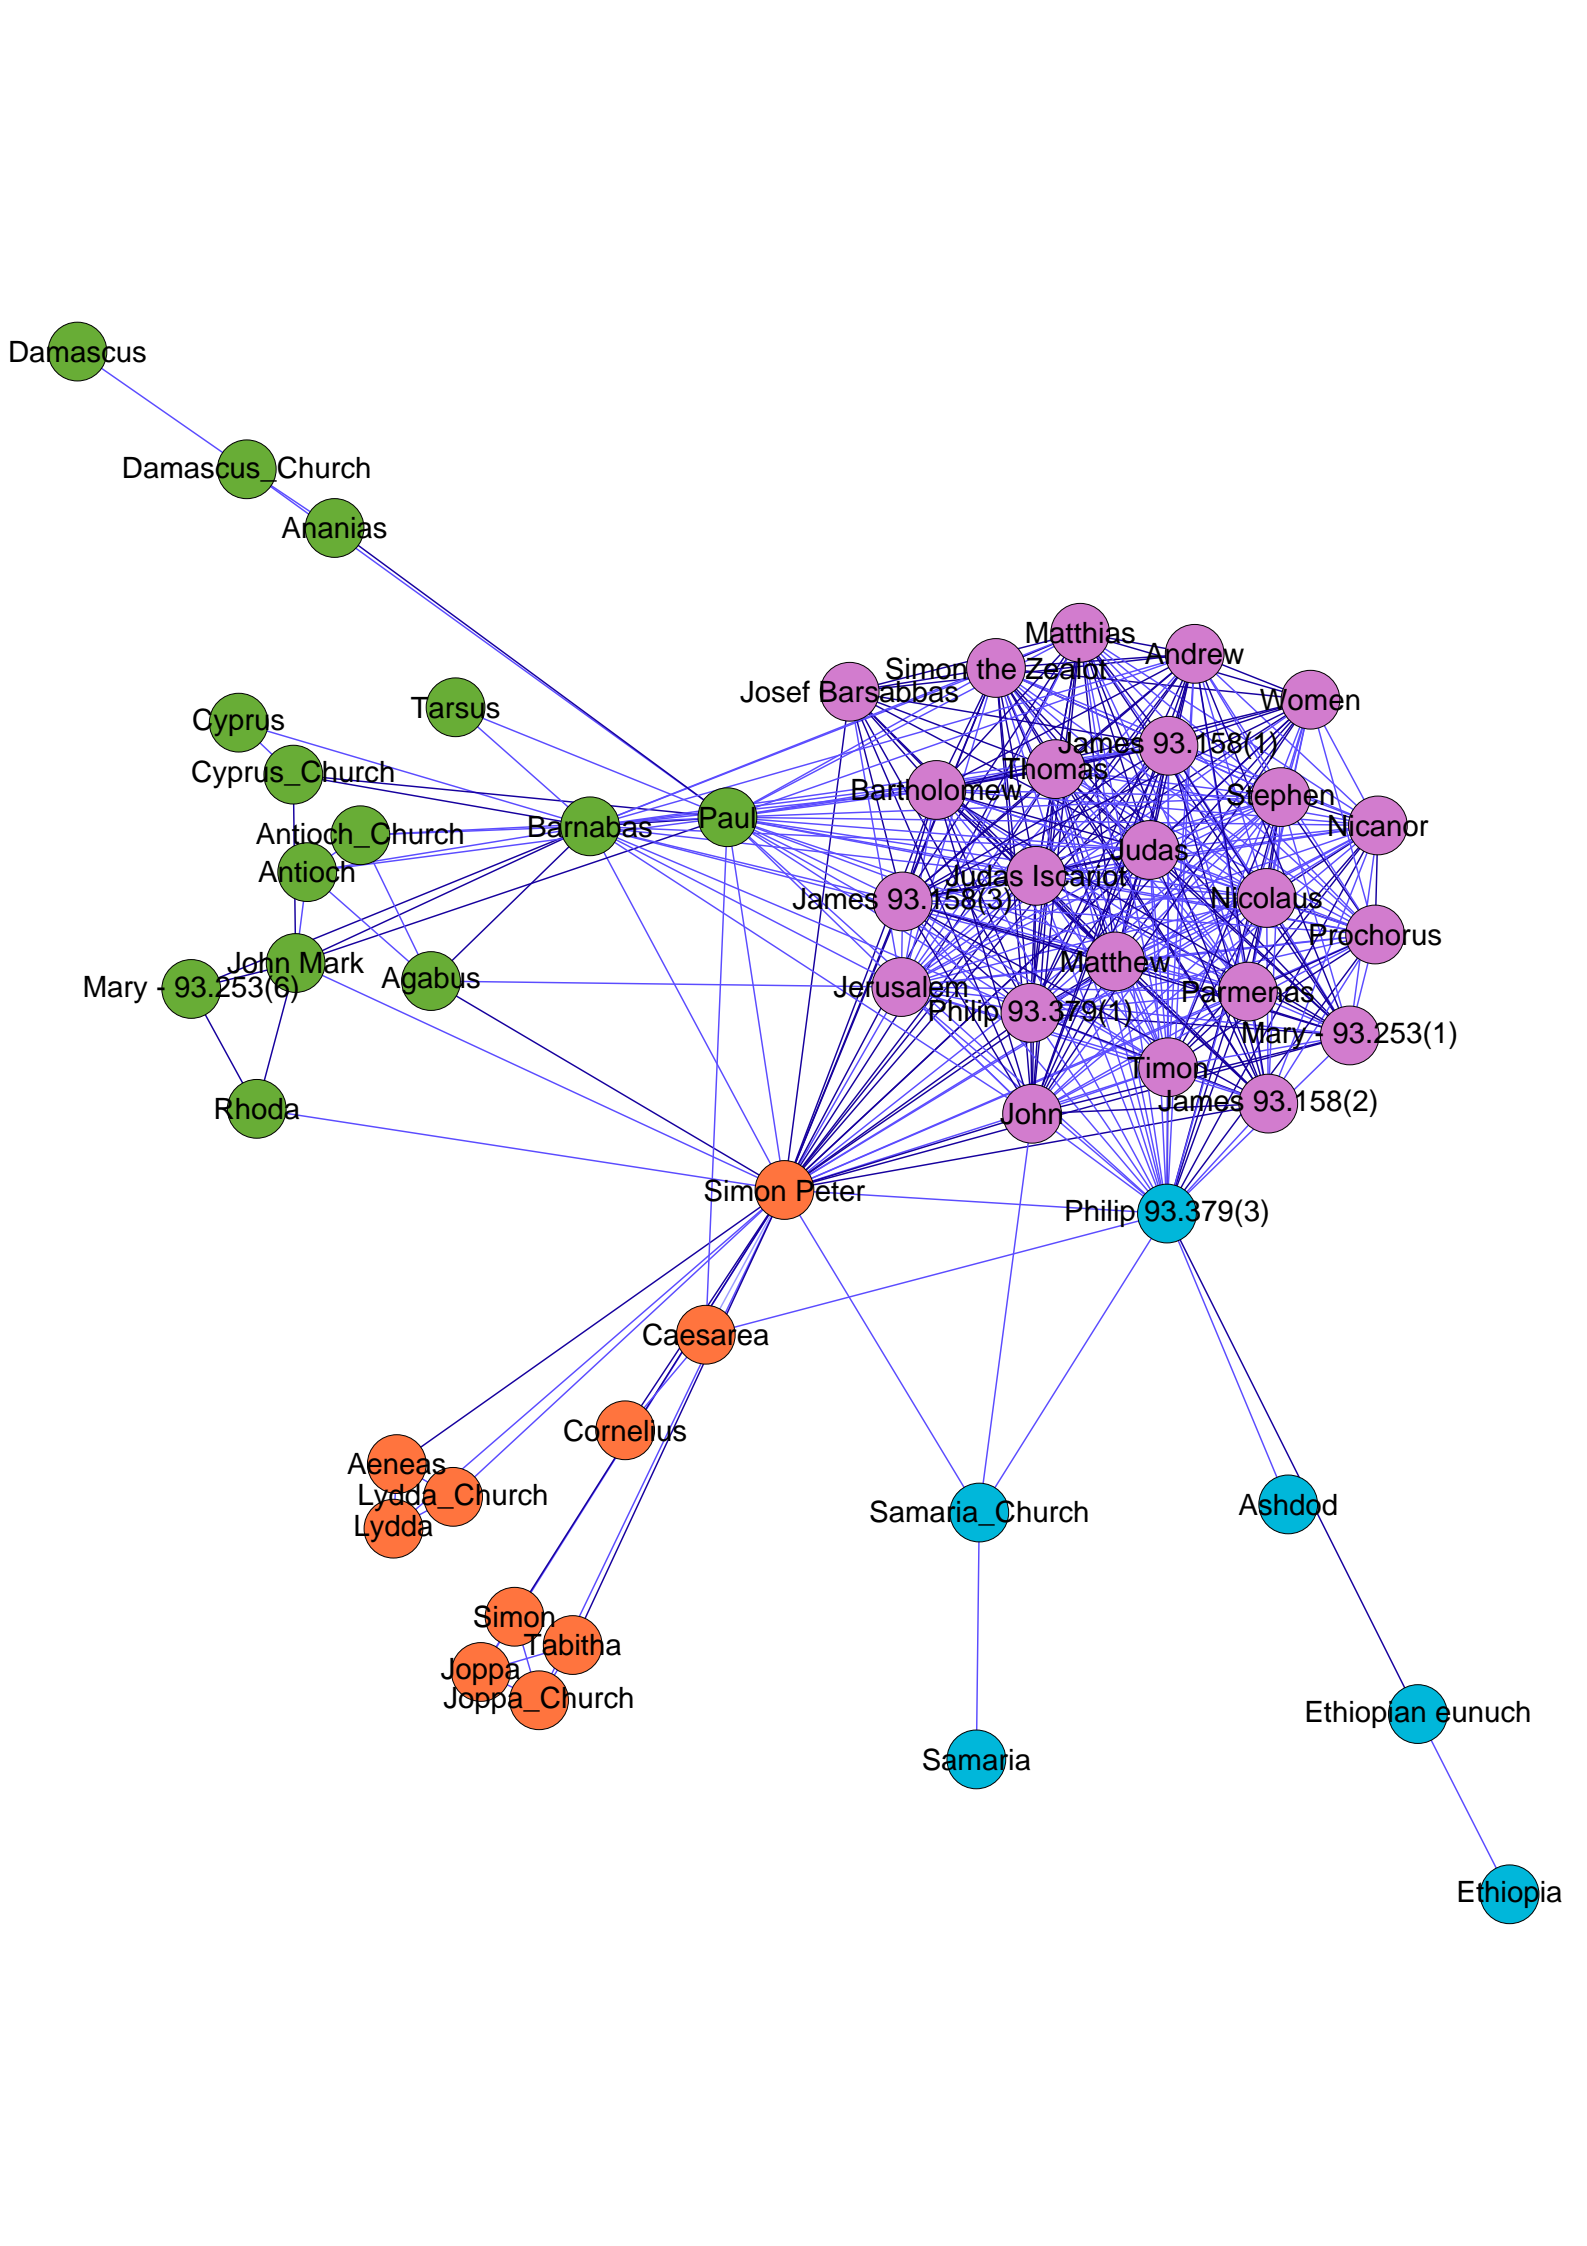 Damascus
Damascus_Church
Ananias
Matthias
Andrew
Simon the Zealot
Josef Barsabbas
Women
Tarsus
Cyprus
James 93.158(1)
Thomas
Cyprus_Church
Bartholomew
Stephen
Paul
Nicanor
Barnabas
Antioch_Church
Judas
Antioch
Judas Iscariot
James 93.158(3)
Nicolaus
Prochorus
John Mark
Matthew
Agabus
Mary - 93.253(6)
Jerusalem
Parmenas
Philip 93.379(1)
Mary - 93.253(1)
Timon
James 93.158(2)
Rhoda
John
Simon Peter
Philip 93.379(3)
Caesarea
Cornelius
Aeneas
Lydda_Church
Lydda
Samaria_Church
Ashdod
Simon
Tabitha
Joppa
Joppa_Church
Ethiopian eunuch
Samaria
Ethiopia